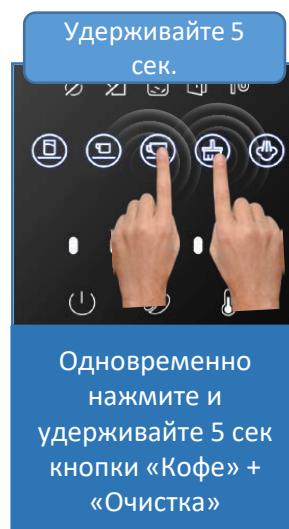 Удерживайте 5
сек.
Одновременно
нажмите и
удерживайте 5 сек
кнопки «Кофе» +
«Очистка»